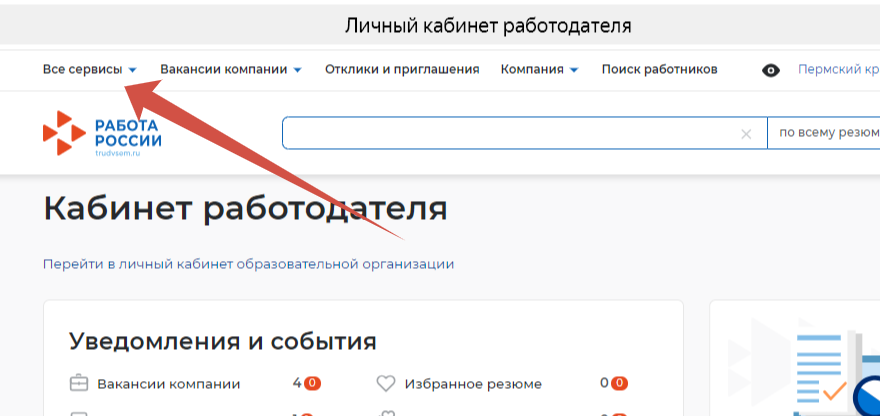 Личный кабинет работодателя
Все сервисы Вакансии компании Отклики и приглашения Компания Поиск работников Пермский кр
РАБОТА
РОССИИ
trudvsem.ru
по всему резюм
Кабинет работодателя
Перейти в личный кабинет образовательной организации
Уведомления и события
Вакансии компании 4 0 Избранное резюме 0 0